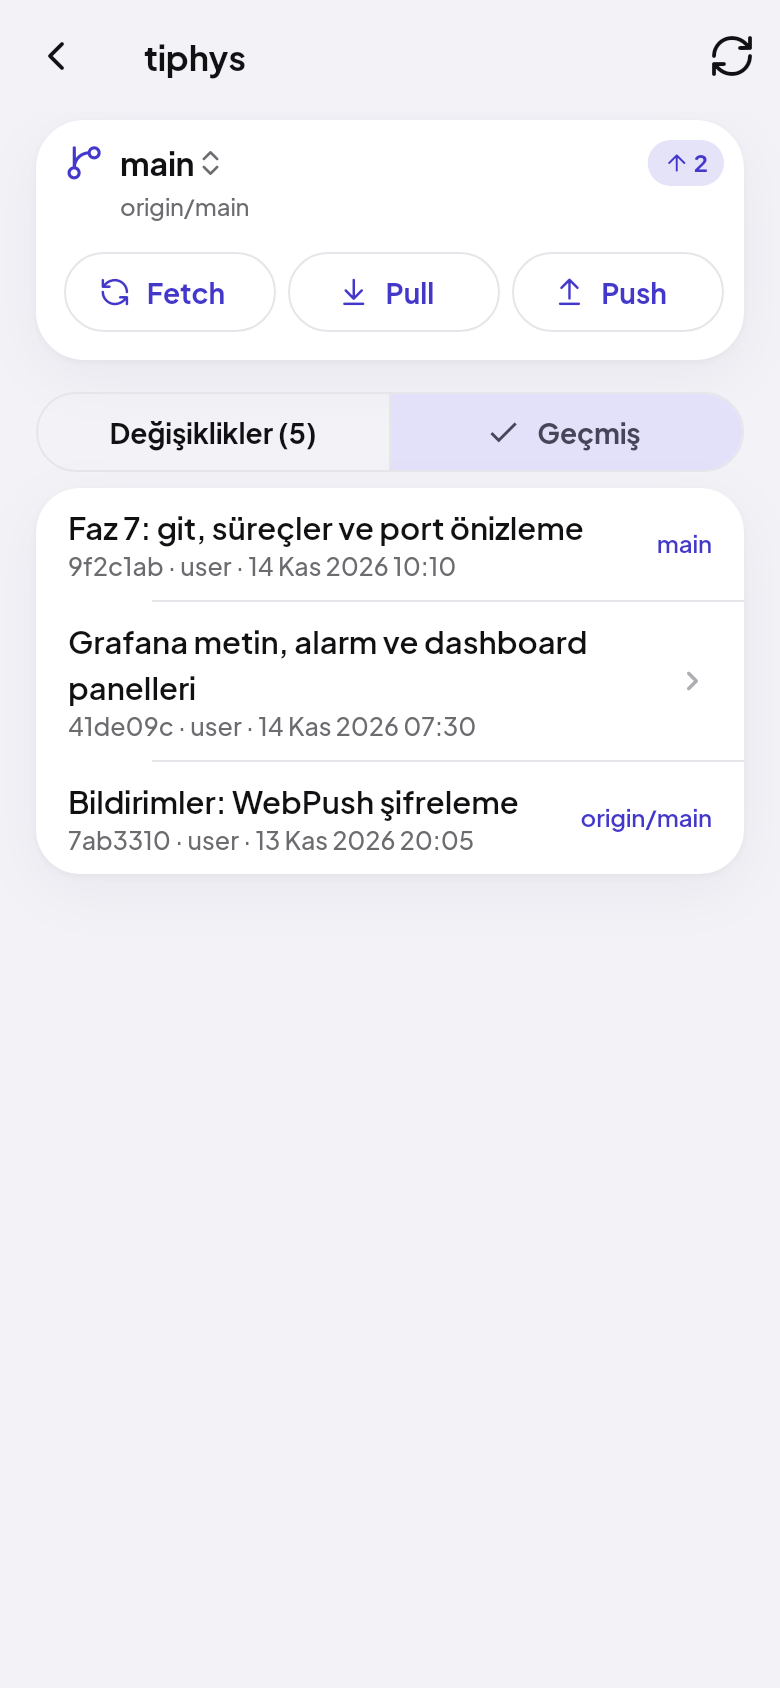 tiphys
main
2
origin/main
Fetch
Pull
Push
Değişiklikler (5)
Geçmiş
Faz 7: git, süreçler ve port önizleme
9f2c1ab · user · 14 Kas 2026 10:10
main
Grafana metin, alarm ve dashboard
panelleri
41de09c · user · 14 Kas 2026 07:30
Bildirimler: WebPush şifreleme
7ab3310 · user · 13 Kas 2026 20:05
origin/main